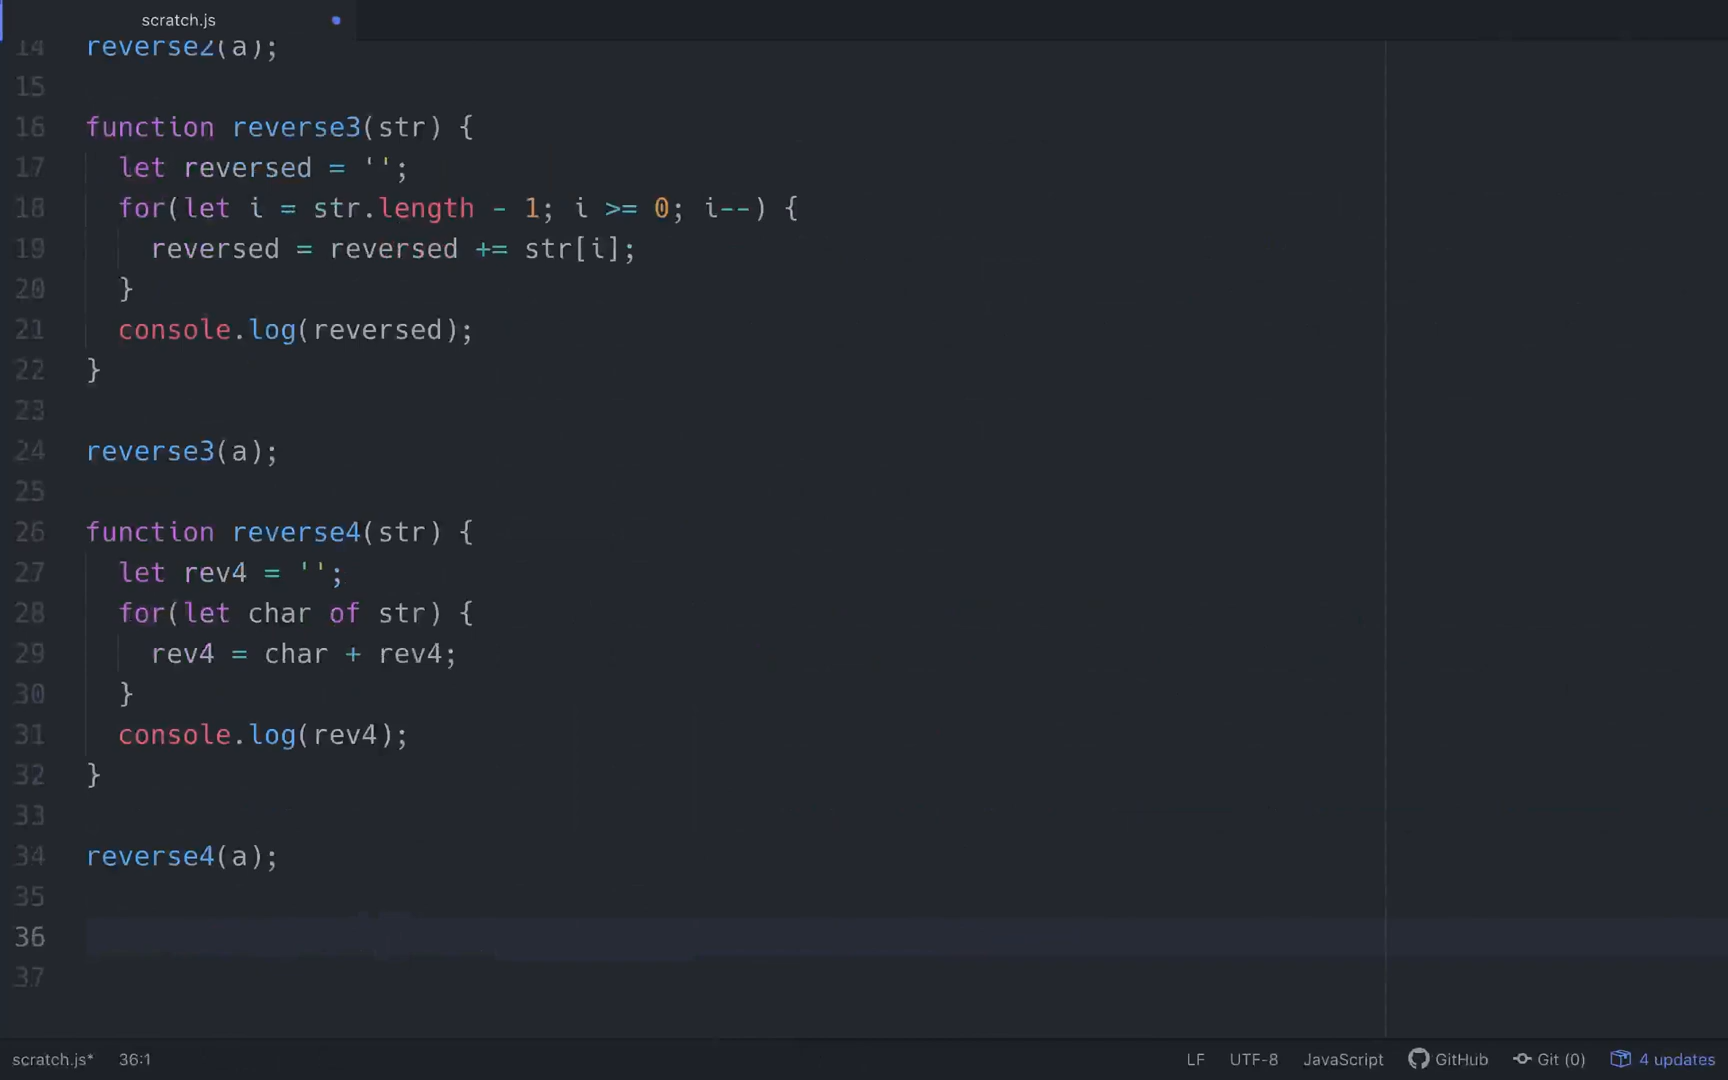 scratch.js
14 reverse2(a);
15
16 function reverse3(str) {
17 let reversed = '';
18 for(let i = str.length - 1; i >= 0; i--) {
19 reversed = reversed += str[i];
20 }
21 console.log(reversed);
22 }
23
24 reverse3(a);
25
26 function reverse4(str) {
27 let rev4 = '';
28 for(let char of str) {
29 rev4 = char + rev4;
30 }
31 console.log(rev4);
32 }
33
34 reverse4(a);
35
36
37
scratch.js* 36:1 LF UTF-8 JavaScript GitHub Git (0) 4 updates